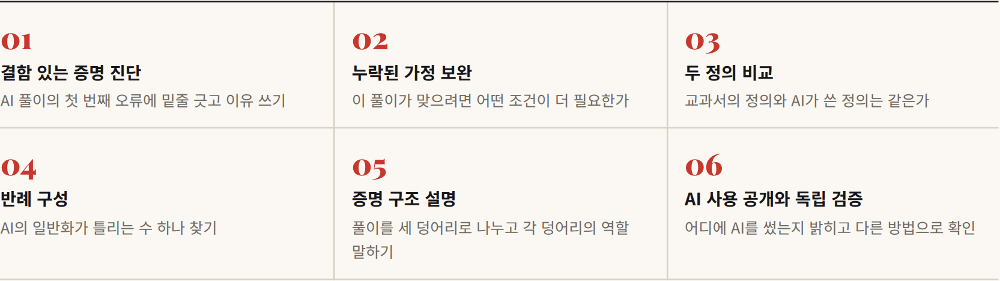 01
결함 있는 증명 진단
AI 풀이의 첫 번째 오류에 밑줄 긋고 이유 쓰기
02
누락된 가정 보완
이 풀이가 맞으려면 어떤 조건이 더 필요한가
03
두 정의 비교
교과서의 정의와 AI가 쓴 정의는 같은가
04
반례 구성
AI의 일반화가 틀리는 수 하나 찾기
05
증명 구조 설명
풀이를 세 덩어리로 나누고 각 덩어리의 역할
말하기
06
AI 사용 공개와 독립 검증
어디에 AI를 썼는지 밝히고 다른 방법으로 확인